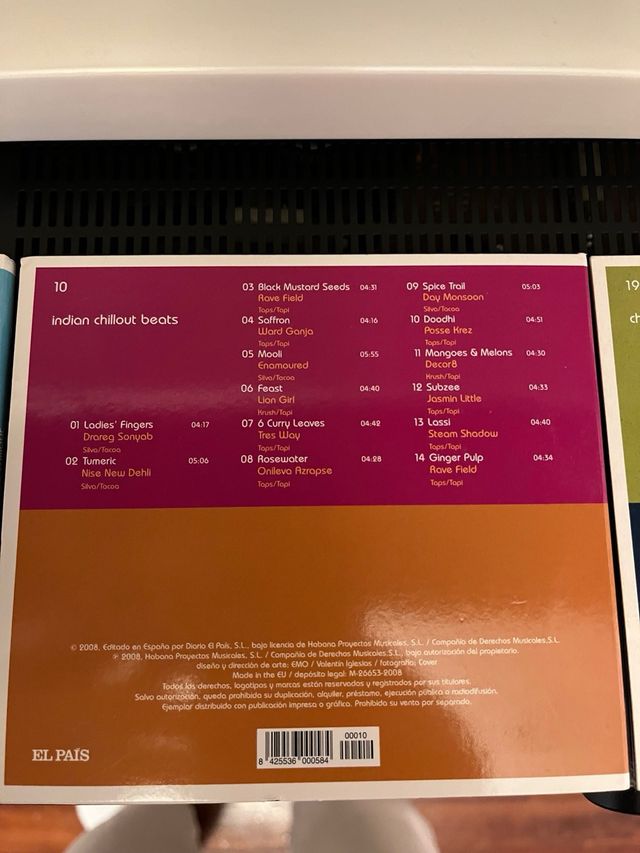 10
indian chillout beats
01 Ladies' Fingers 04:17
Drareg Sonyab
Silva/Tacoa
02 Tumeric 05:06
Nise New Dehli
Silva/Tacoa
03 Black Mustard Seeds 04:31
Rave Field
Taps/Tapi
04 Saffron 04:16
Ward Ganja
Taps/Tapi
05 Mooli 05:55
Enamoured
Silva/Tacoa
06 Feast 04:40
Lion Girl
Krush/Tapi
07 6 Curry Leaves 04:42
Tres Way
Taps/Tapi
08 Rosewater 04:28
Onileva Azrapse
Taps/Tapi
09 Spice Trail 05:03
Day Monsoon
Silva/Tacoa
10 Doodhi 04:51
Posse Krez
Taps/Tapi
11 Mangoes & Melons 04:30
Decor8
Krush/Tapi
12 Subzee 04:33
Jasmin Little
Taps/Tapi
13 Lassi 04:40
Steam Shadow
Taps/Tapi
14 Ginger Pulp 04:34
Rave Field
Taps/Tapi
© 2008, Editado en España por Diario El País, S.L., bajo licencia de Habana Proyectos Musicales, S.L. / Compañía de Derechos Musicales,S.L.
℗ 2008, Habana Proyectos Musicales, S.L. / Compañía de Derechos Musicales S.L., bajo autorización del propietario.
diseño y dirección de arte: EMO / Valentín Iglesias / fotografía: Cover
Made in the EU / depósito legal: M-26653-2008
Todos los derechos, logotipos y marcas están reservados y registrados por sus titulares.
Salvo autorización, queda prohibida su duplicación, alquiler, préstamo, ejecución pública o radiodifusión.
Ejemplar distribuido con publicación impresa o gráfica. Prohibida su venta por separado.
EL PAÍS
00010
8 425536 000584
19